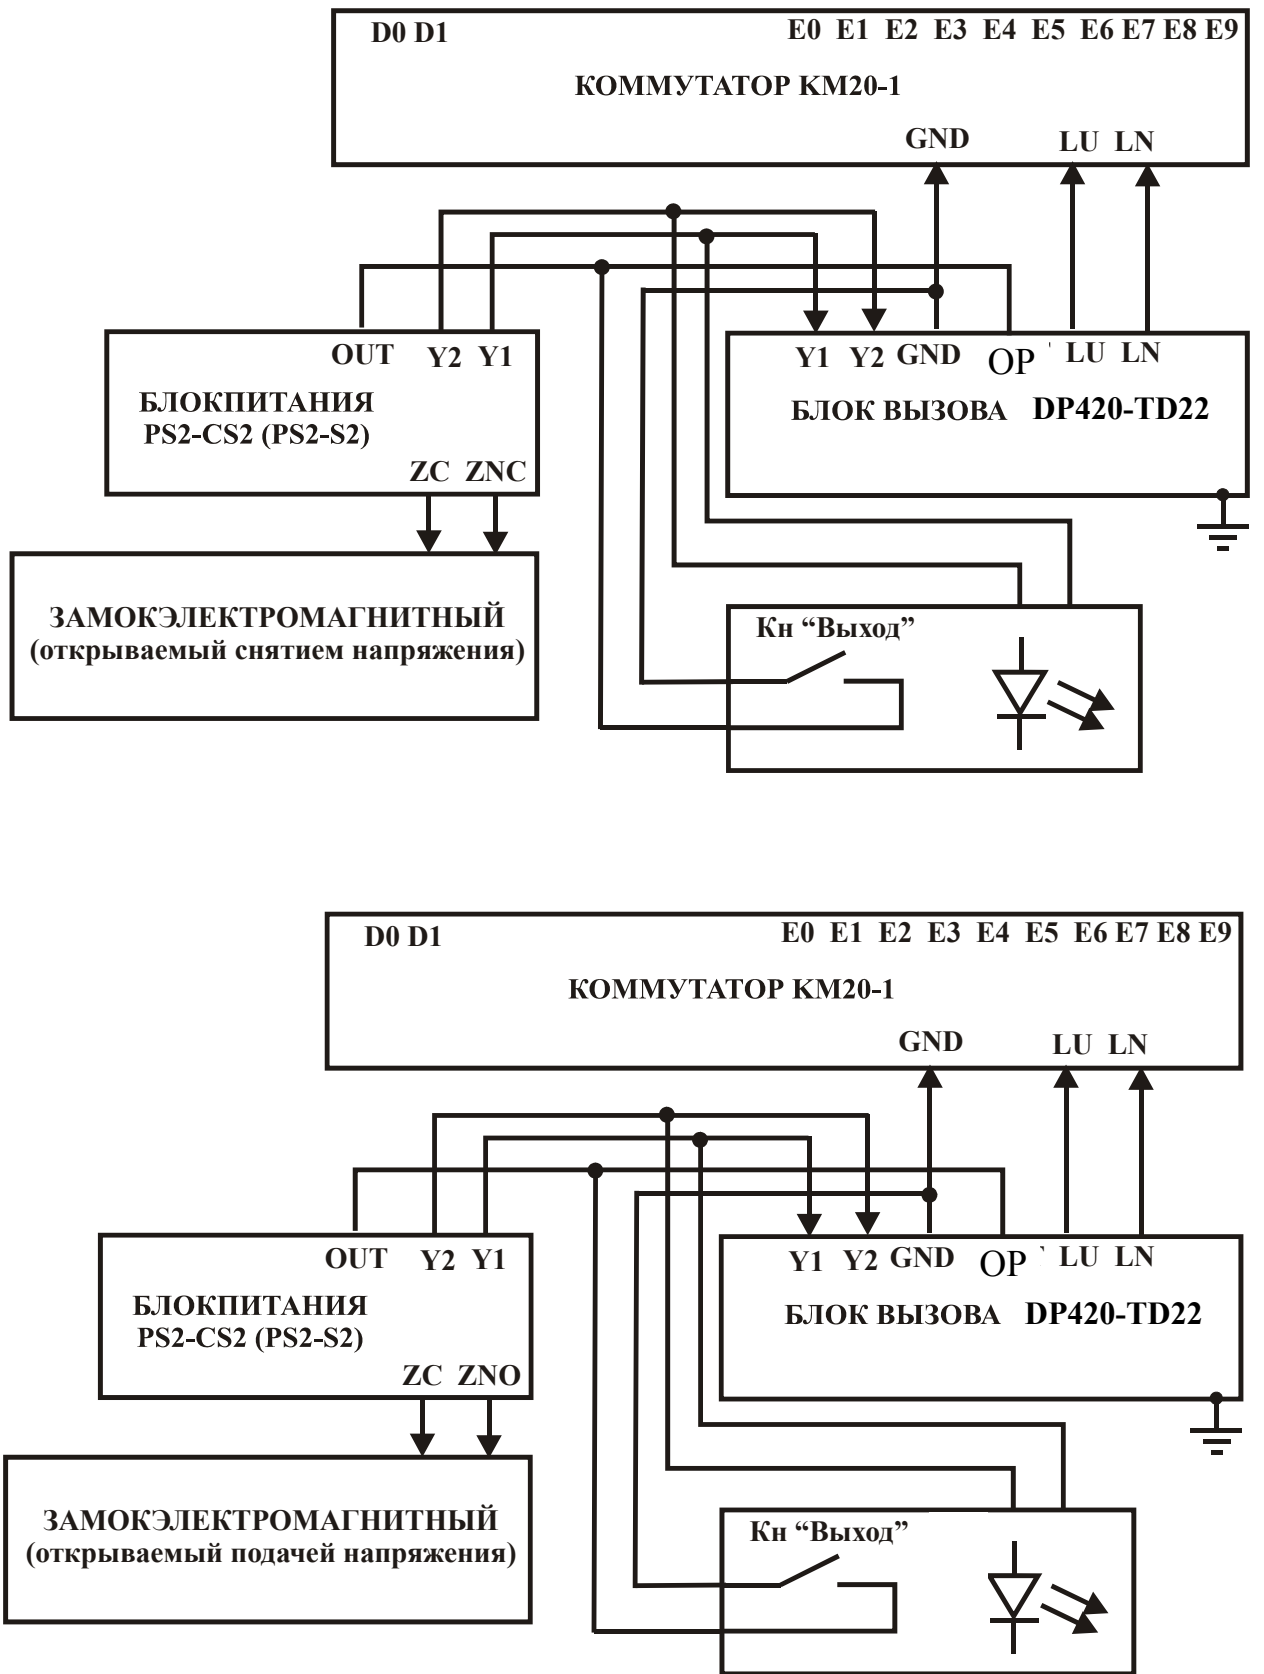 D0 D1 E0 E1 E2 E3 E4 E5 E6 E7 E8 E9
КОММУТАТОР КМ20-1
GND LU LN
OUT Y2 Y1
Y1 Y2 GND OP LU LN
БЛОКПИТАНИЯ
PS2-CS2 (PS2-S2)
БЛОК ВЫЗОВА DP420-TD22
ZC ZNC
ЗАМОКЭЛЕКТРОМАГНИТНЫЙ
(открываемый снятием напряжения)
Кн “Выход”
D0 D1 E0 E1 E2 E3 E4 E5 E6 E7 E8 E9
КОММУТАТОР КМ20-1
GND LU LN
OUT Y2 Y1
Y1 Y2 GND OP LU LN
БЛОКПИТАНИЯ
PS2-CS2 (PS2-S2)
БЛОК ВЫЗОВА DP420-TD22
ZC ZNO
ЗАМОКЭЛЕКТРОМАГНИТНЫЙ
(открываемый подачей напряжения)
Кн “Выход”